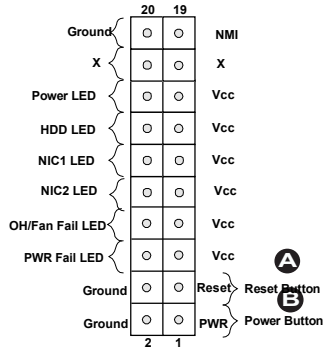 20 19
Ground NMI
X X
Power LED Vcc
HDD LED Vcc
NIC1 LED Vcc
NIC2 LED Vcc
OH/Fan Fail LED Vcc
PWR Fail LED Vcc
A
Ground Reset Reset Button
B
Ground PWR Power Button
2 1